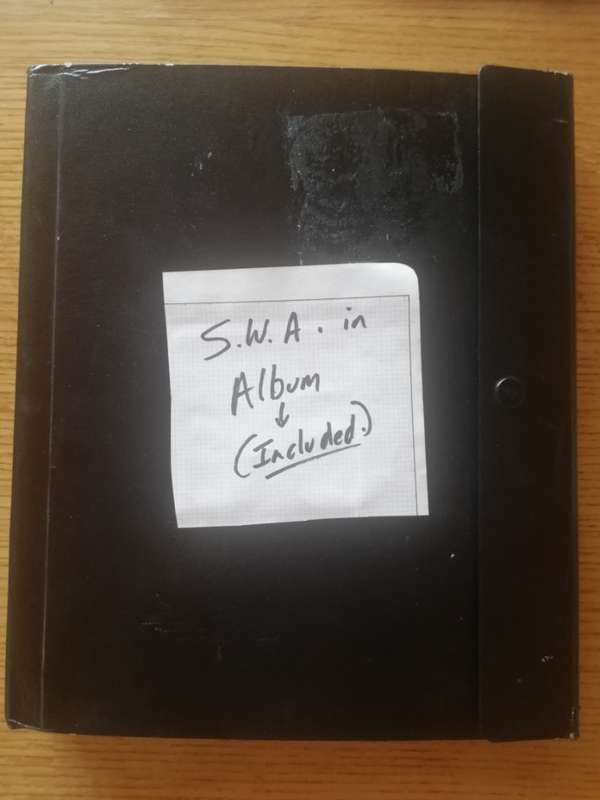 S.W.A. in
Album
↓
(Included.)